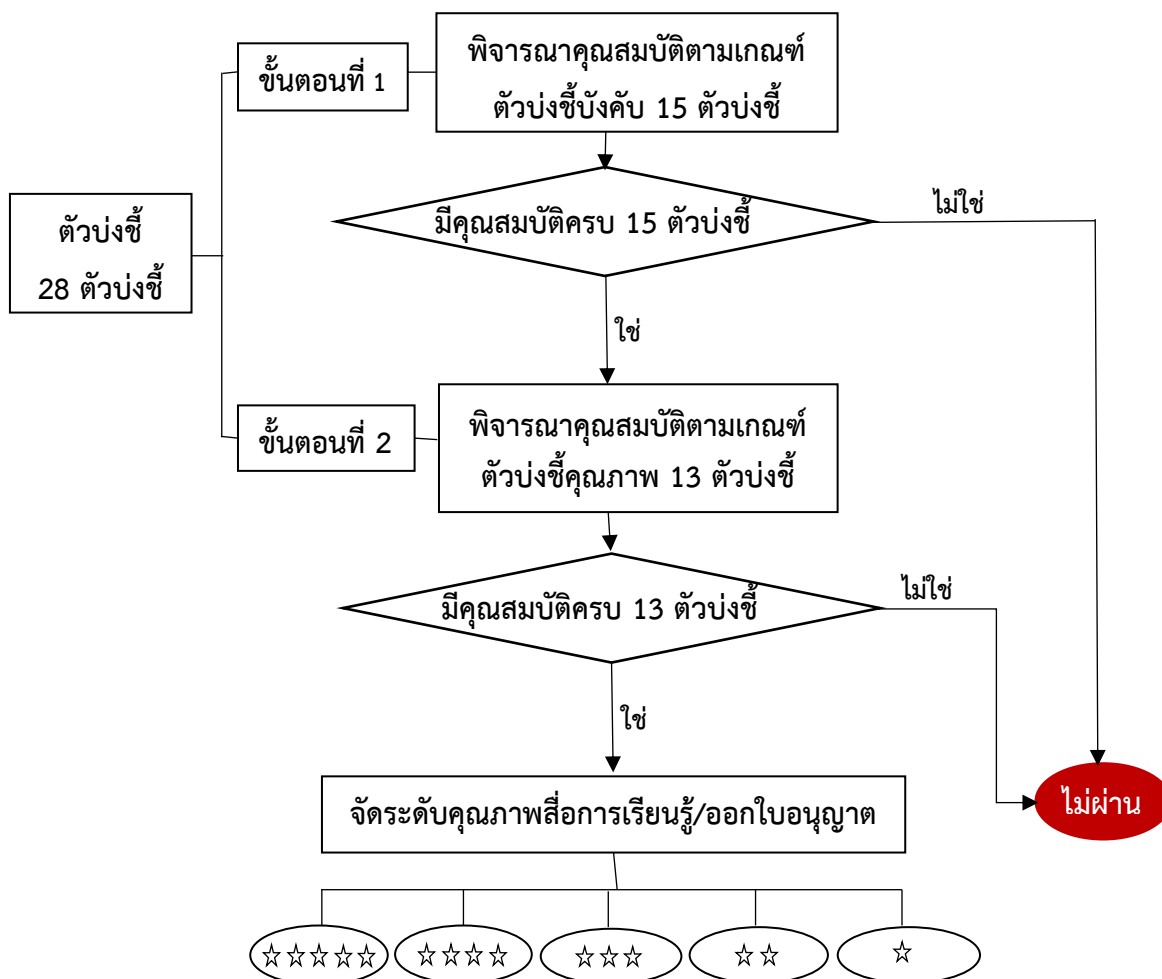 ขั้นตอนที่ 1
พิจารณาคุณสมบัติตามเกณฑ์
ตัวบ่งชี้บังคับ 15 ตัวบ่งชี้
ตัวบ่งชี้
28 ตัวบ่งชี้
มีคุณสมบัติครบ 15 ตัวบ่งชี้
ไม่ใช่
ใช่
ขั้นตอนที่ 2
พิจารณาคุณสมบัติตามเกณฑ์
ตัวบ่งชี้คุณภาพ 13 ตัวบ่งชี้
มีคุณสมบัติครบ 13 ตัวบ่งชี้
ไม่ใช่
ใช่
จัดระดับคุณภาพสื่อการเรียนรู้/ออกใบอนุญาต
ไม่ผ่าน
☆☆☆☆☆
☆☆☆☆
☆☆☆
☆☆
☆